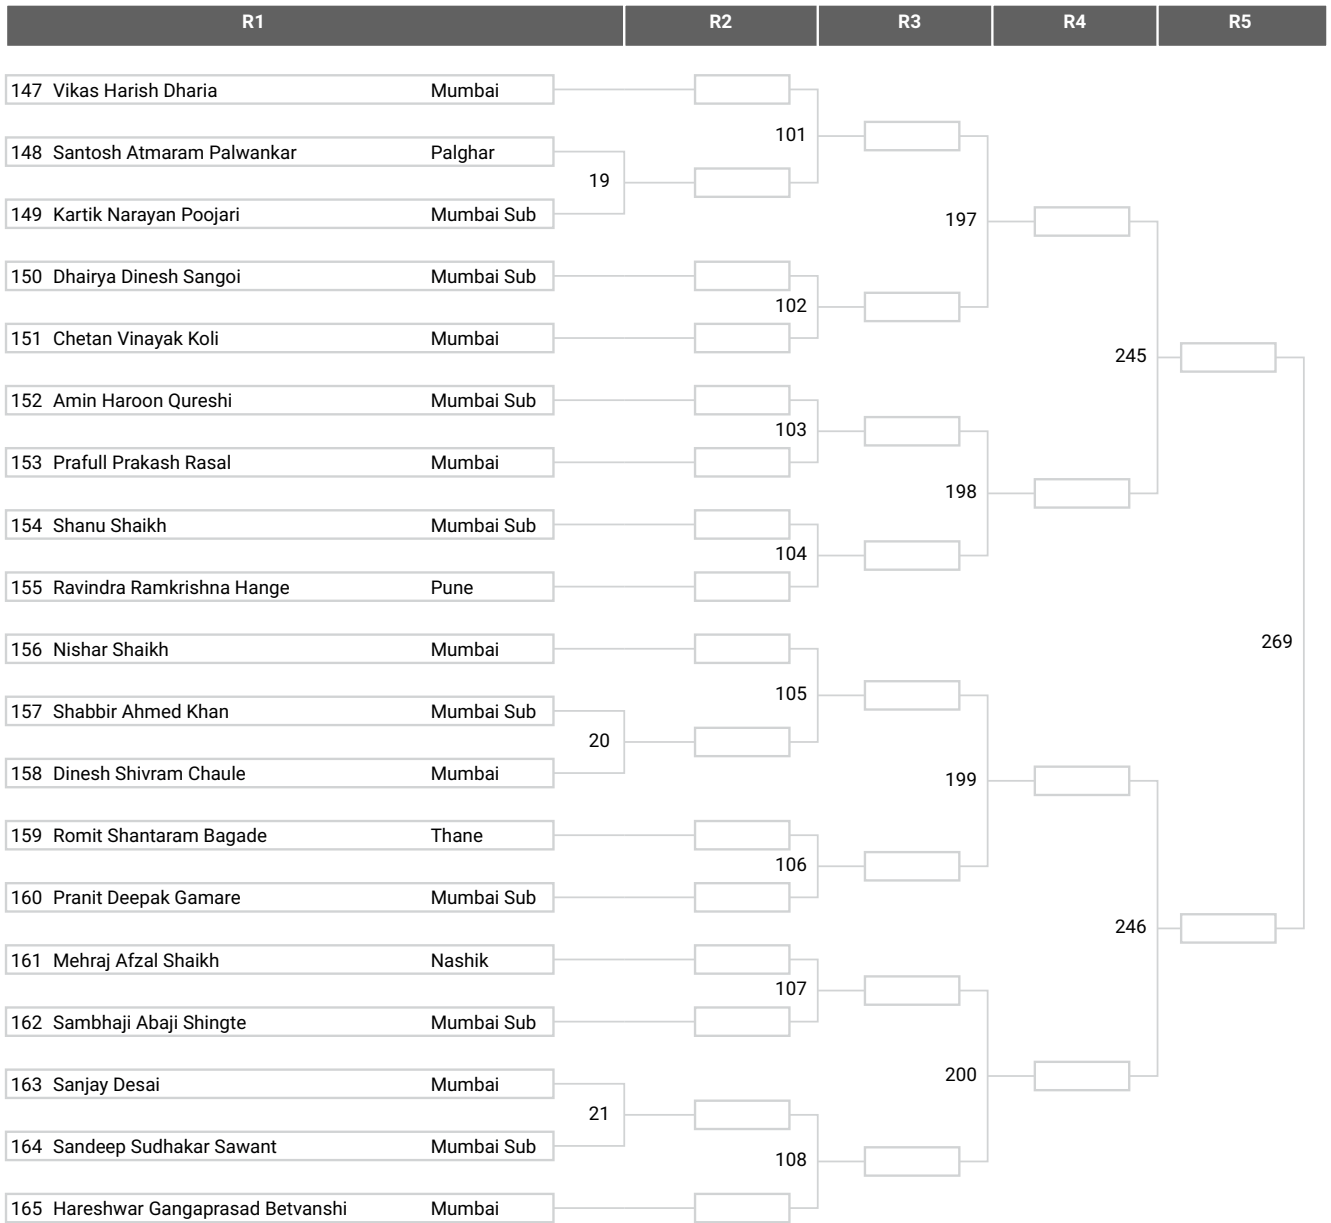 R1 R2 R3 R4 R5
147 Vikas Harish Dharia Mumbai
101
148 Santosh Atmaram Palwankar Palghar
19
149 Kartik Narayan Poojari Mumbai Sub
197
150 Dhairya Dinesh Sangoi Mumbai Sub
102
151 Chetan Vinayak Koli Mumbai
245
152 Amin Haroon Qureshi Mumbai Sub
103
153 Prafull Prakash Rasal Mumbai
198
154 Shanu Shaikh Mumbai Sub
104
155 Ravindra Ramkrishna Hange Pune
269
156 Nishar Shaikh Mumbai
105
157 Shabbir Ahmed Khan Mumbai Sub
20
158 Dinesh Shivram Chaule Mumbai
199
159 Romit Shantaram Bagade Thane
106
160 Pranit Deepak Gamare Mumbai Sub
246
161 Mehraj Afzal Shaikh Nashik
107
162 Sambhaji Abaji Shingte Mumbai Sub
200
163 Sanjay Desai Mumbai
21
164 Sandeep Sudhakar Sawant Mumbai Sub
108
165 Hareshwar Gangaprasad Betvanshi Mumbai